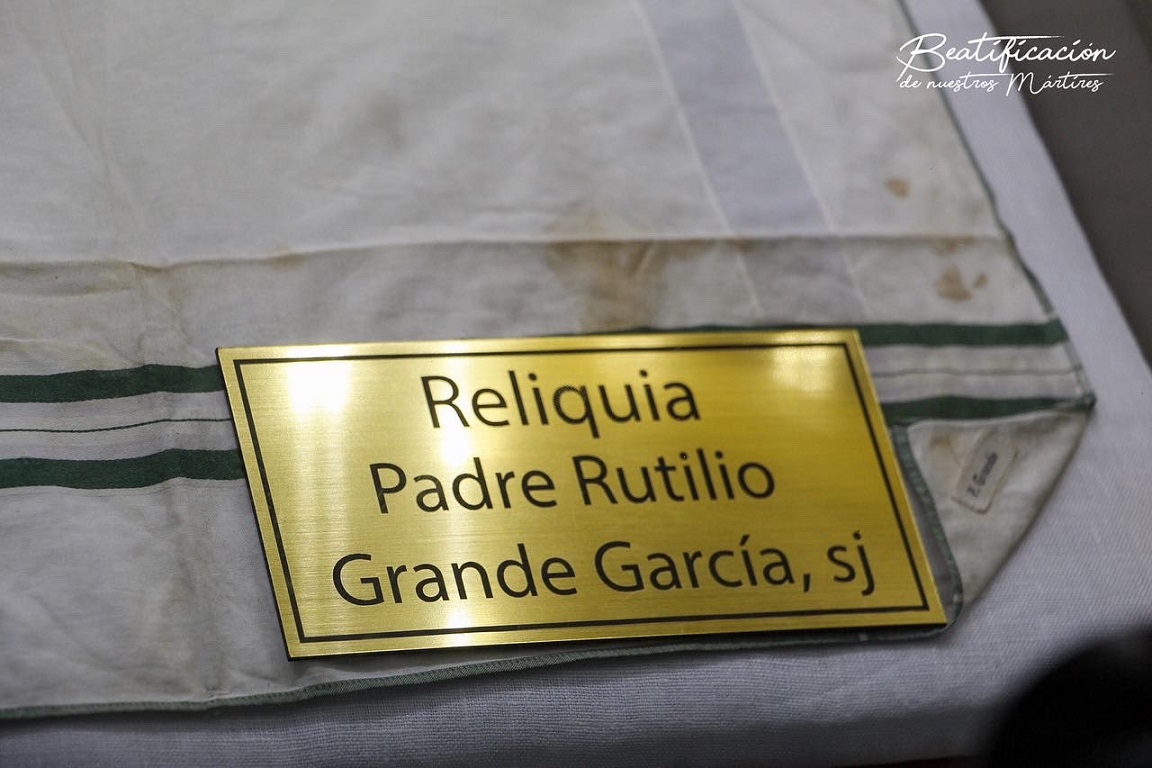 Beatificación
de nuestros Mártires
Reliquia
Padre Rutilio
Grande García, sj